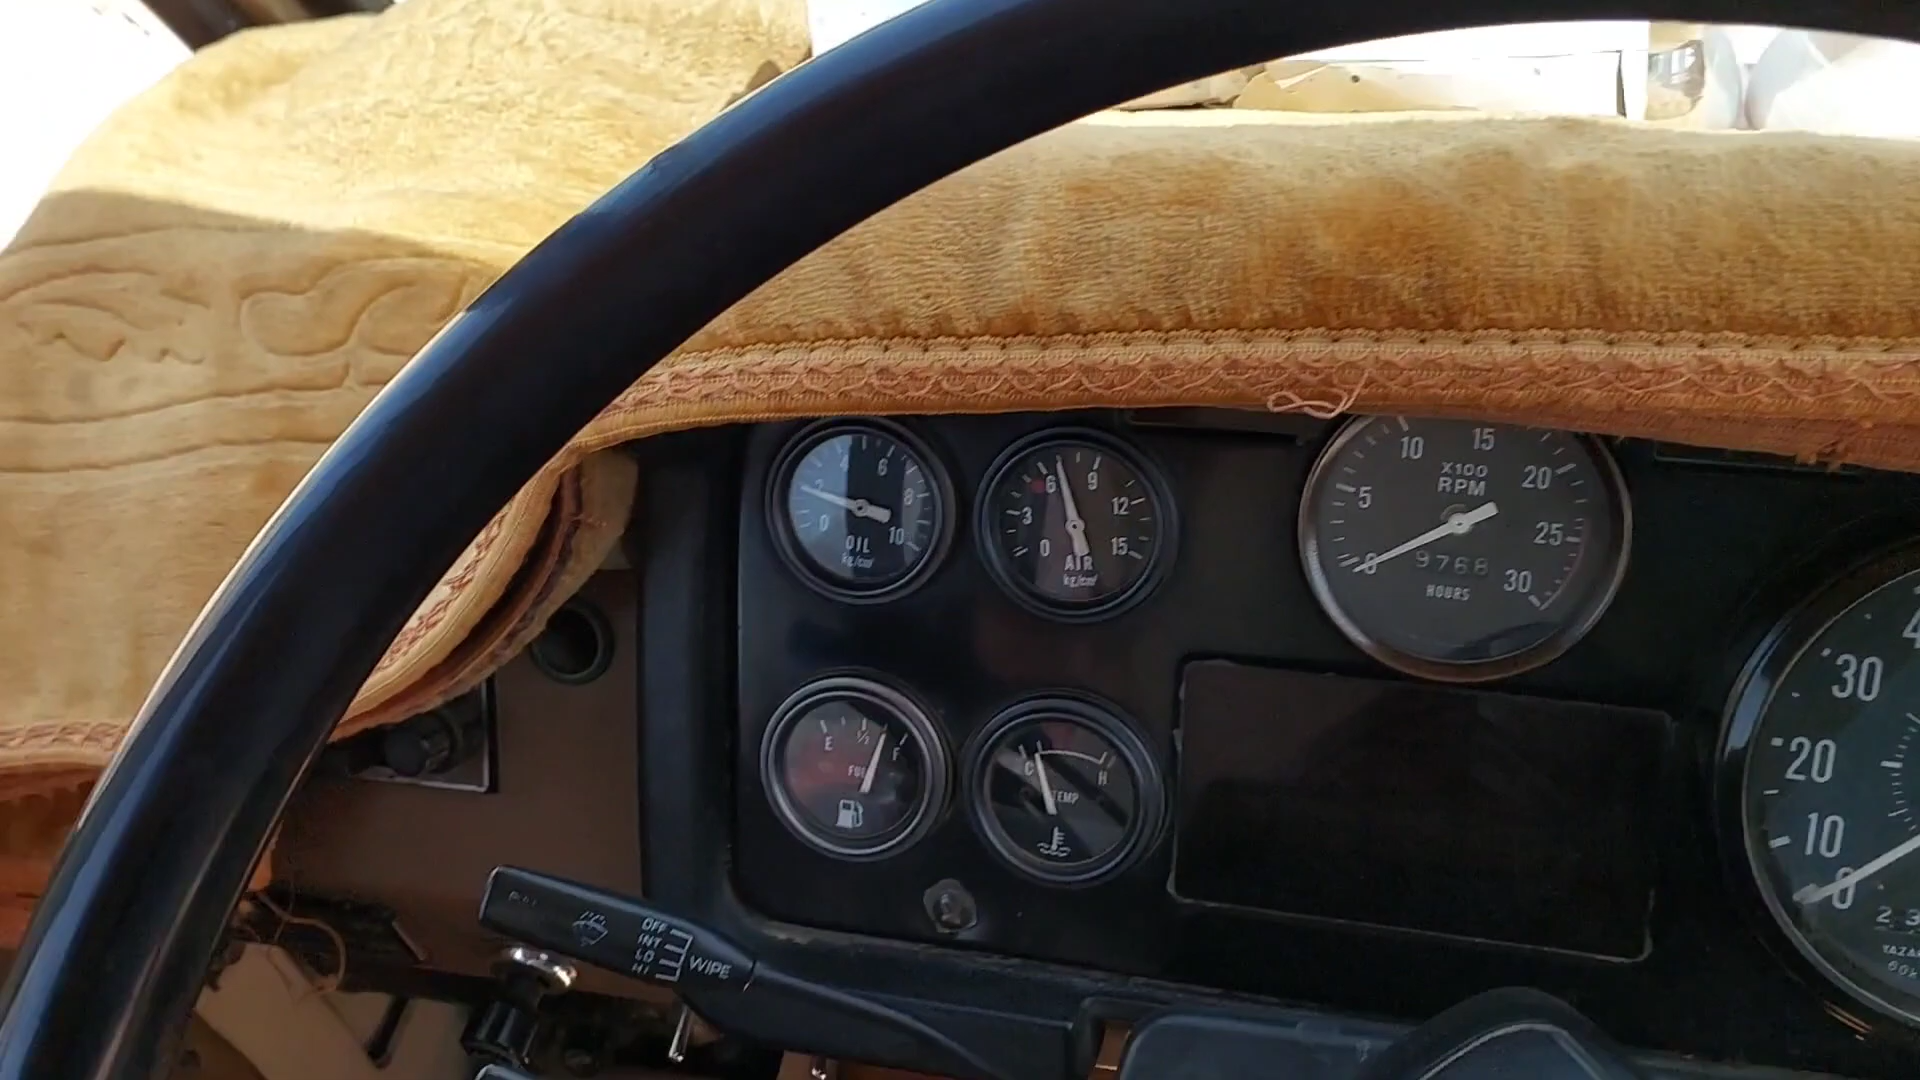 0 2 4 6 8 10
OIL
kg/cm²
0 3 6 9 12 15
AIR
kg/cm²
5 10 15 20 25 30
X100
RPM
0
9768
HOURS
E ½ F
FUEL
C H
TEMP
30
20
10
0
OFF
INT
LO
HI
WIPE